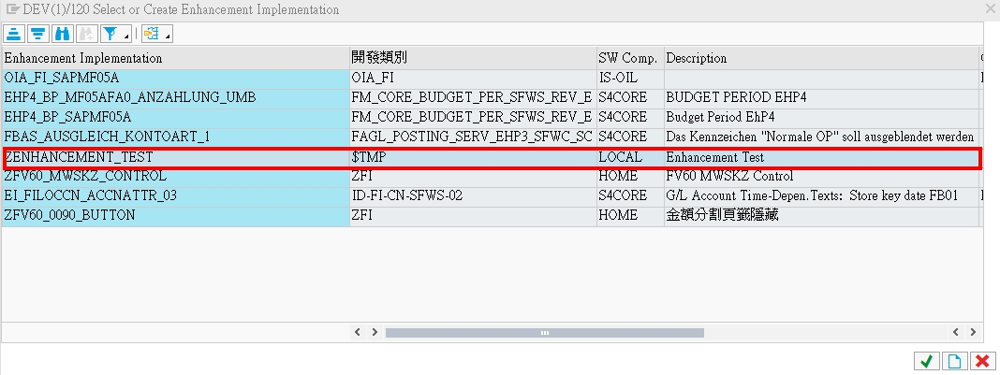 DEV(1)/120 Select or Create Enhancement Implementation
Enhancement Implementation 開發類別 SW Comp. Description
OIA_FI_SAPMF05A OIA_FI IS-OIL
EHP4_BP_MF05AFA0_ANZAHLUNG_UMB FM_CORE_BUDGET_PER_SFWS_REV_E S4CORE BUDGET PERIOD EHP4
EHP4_BP_SAPMF05A FM_CORE_BUDGET_PER_SFWS_REV_E S4CORE Budget Period EhP4
FBAS_AUSGLEICH_KONTOART_1 FAGL_POSTING_SERV_EHP3_SFWC_SC S4CORE Das Kennzeichen "Normale OP" soll ausgeblendet werden
ZENHANCEMENT_TEST $TMP LOCAL Enhancement Test
ZFV60_MWSKZ_CONTROL ZFI HOME FV60 MWSKZ Control
EI_FILOCCN_ACCNATTR_03 ID-FI-CN-SFWS-02 S4CORE G/L Account Time-Depen.Texts: Store key date FB01
ZFV60_0090_BUTTON ZFI HOME 金額分割頁籤隱藏